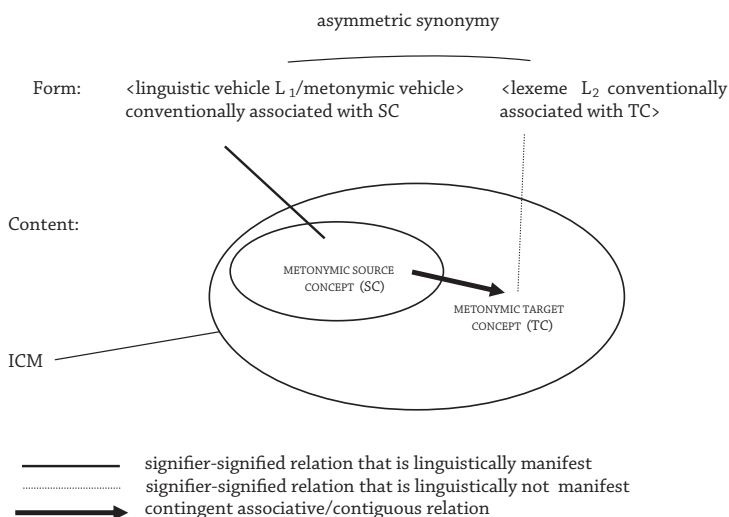 asymmetric synonymy
Form: <linguistic vehicle L1/metonymic vehicle> <lexeme L2 conventionally
conventionally associated with SC associated with TC>
Content:
METONYMIC SOURCE
CONCEPT (SC)
METONYMIC TARGET
CONCEPT (TC)
ICM
signifier-signified relation that is linguistically manifest
signifier-signified relation that is linguistically not manifest
contingent associative/contiguous relation